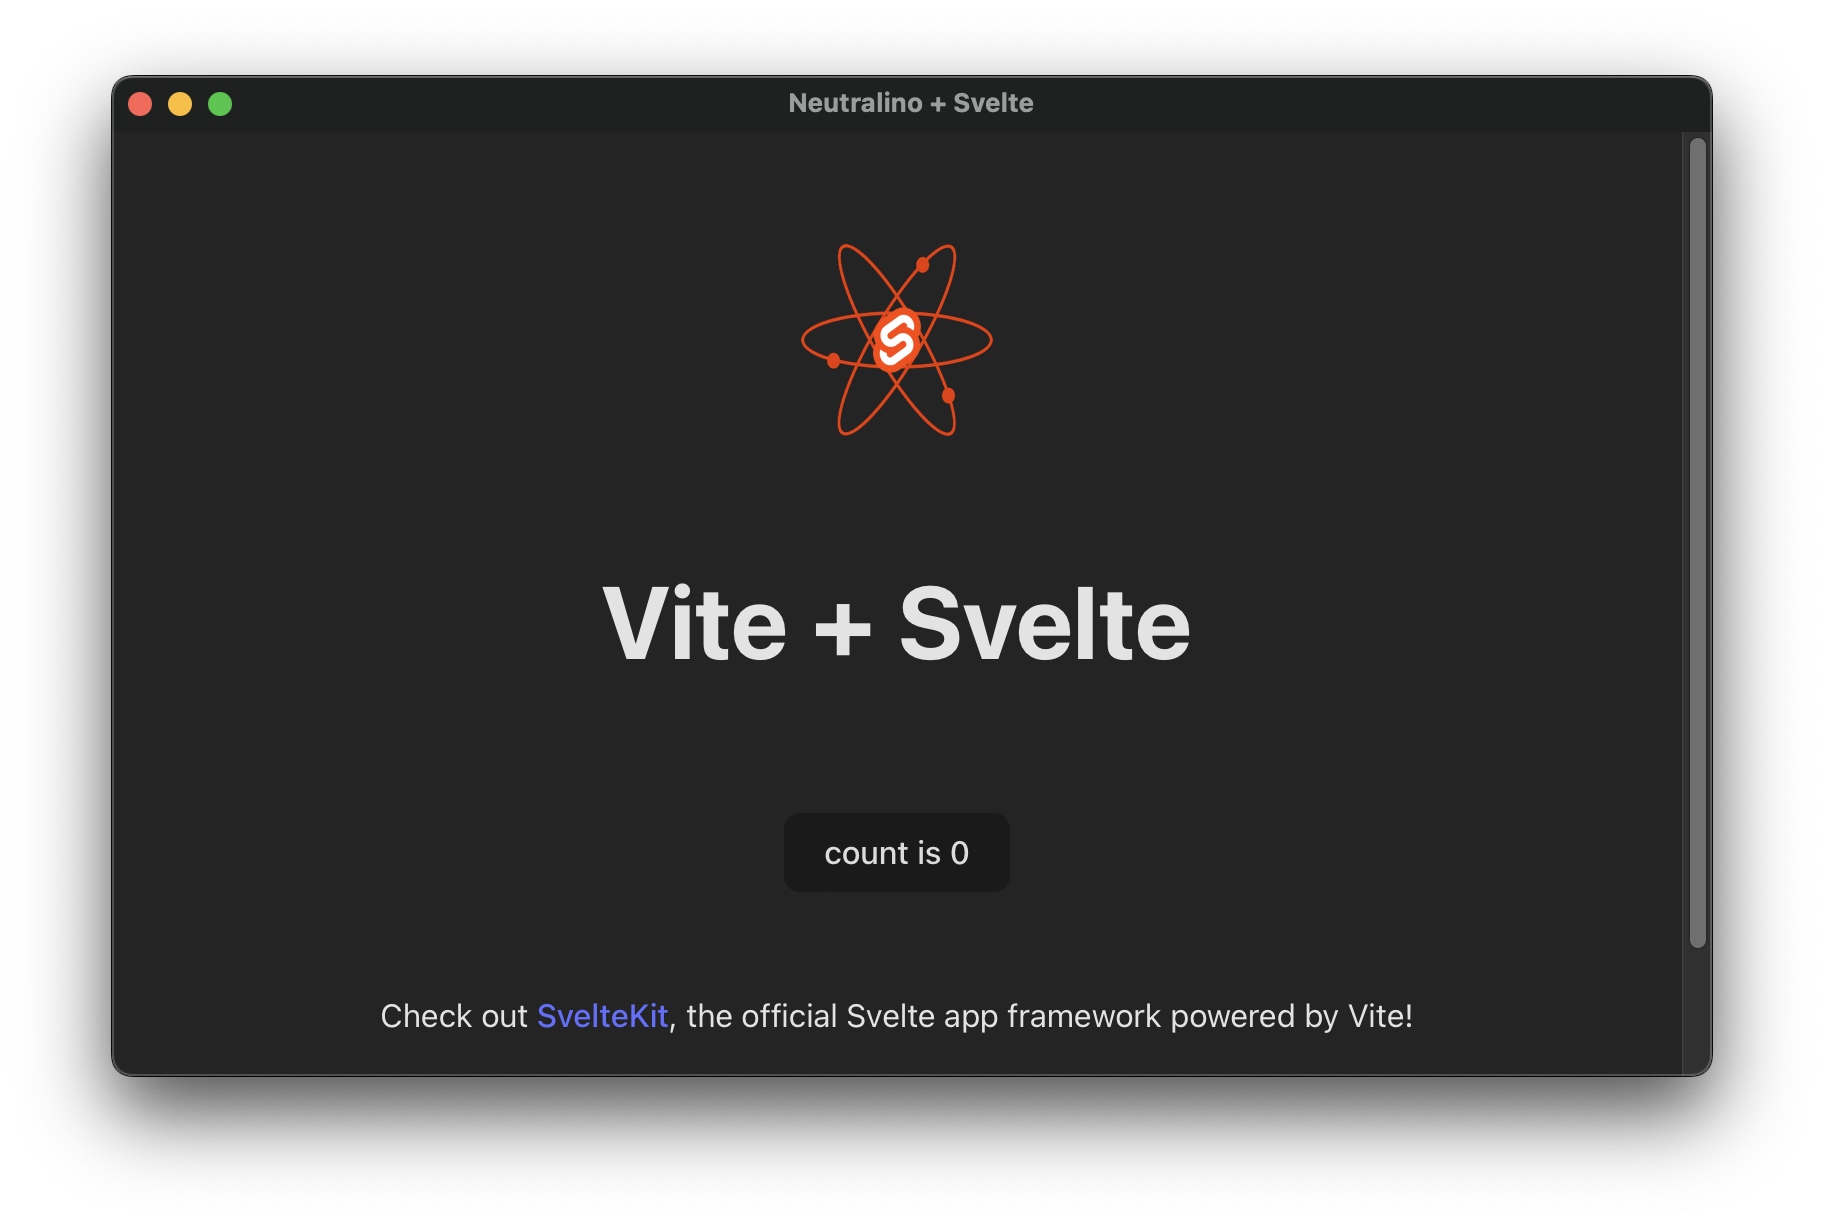 Neutralino + Svelte
Vite + Svelte
count is 0
Check out SvelteKit, the official Svelte app framework powered by Vite!